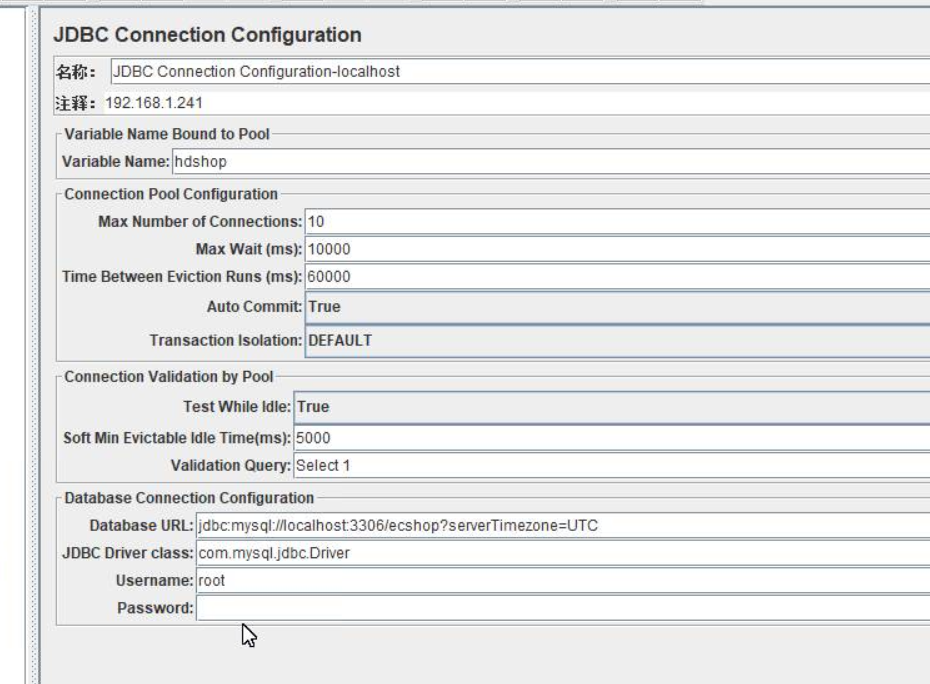 JDBC Connection Configuration
名称： JDBC Connection Configuration-localhost
注释： 192.168.1.241
Variable Name Bound to Pool
Variable Name: hdshop
Connection Pool Configuration
Max Number of Connections: 10
Max Wait (ms): 10000
Time Between Eviction Runs (ms): 60000
Auto Commit: True
Transaction Isolation: DEFAULT
Connection Validation by Pool
Test While Idle: True
Soft Min Evictable Idle Time(ms): 5000
Validation Query: Select 1
Database Connection Configuration
Database URL: jdbc:mysql://localhost:3306/ecshop?serverTimezone=UTC
JDBC Driver class: com.mysql.jdbc.Driver
Username: root
Password: